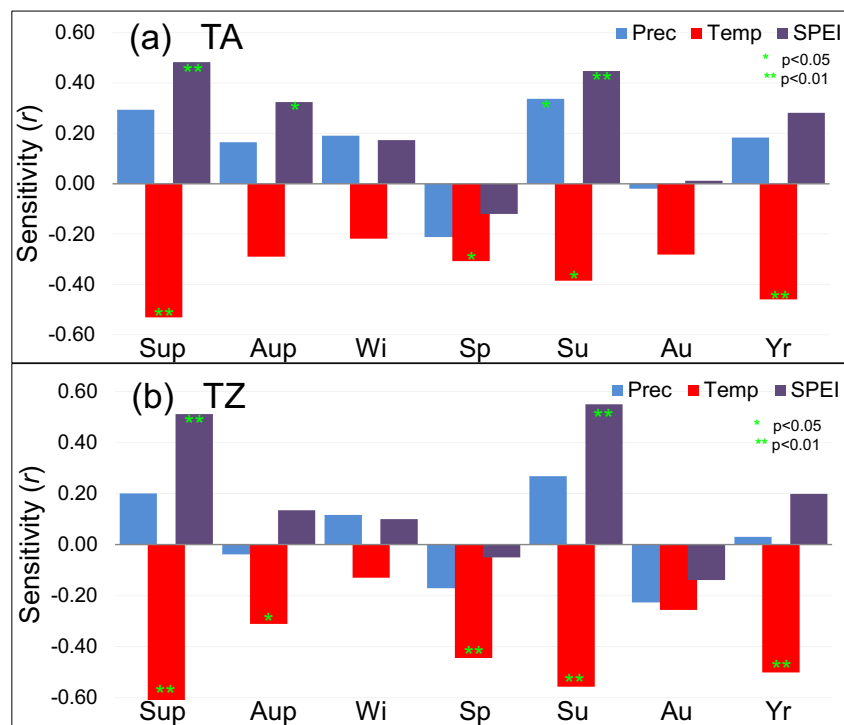 (a) TA
Prec Temp SPEI
* p<0.05
** p<0.01
Sensitivity (r)
0.60
0.40
0.20
0.00
-0.20
-0.40
-0.60
** * * ** * * ** **
Sup Aup Wi Sp Su Au Yr
(b) TZ
Prec Temp SPEI
* p<0.05
** p<0.01
Sensitivity (r)
0.60
0.40
0.20
0.00
-0.20
-0.40
-0.60
** ** * ** ** ** **
Sup Aup Wi Sp Su Au Yr